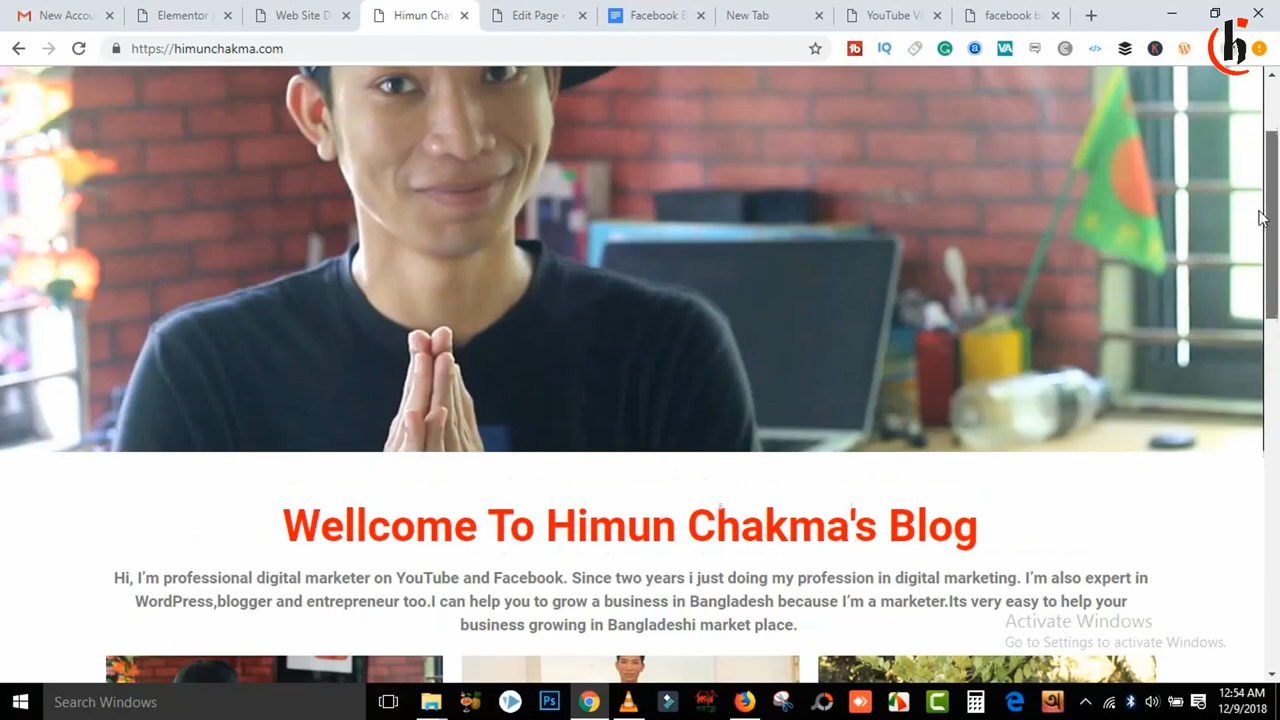 New Accou
Elementor
Web Site D
Himun Cha
Edit Page
Facebook B
New Tab
YouTube V
facebook b
https://himunchakma.com
Wellcome To Himun Chakma's Blog
Hi, I'm professional digital marketer on YouTube and Facebook. Since two years i just doing my profession in digital marketing. I'm also expert in
WordPress,blogger and entrepreneur too.I can help you to grow a business in Bangladesh because I'm a marketer.Its very easy to help your
business growing in Bangladeshi market place.
Activate Windows
Go to Settings to activate Windows.
Search Windows
12:54 AM
12/9/2018